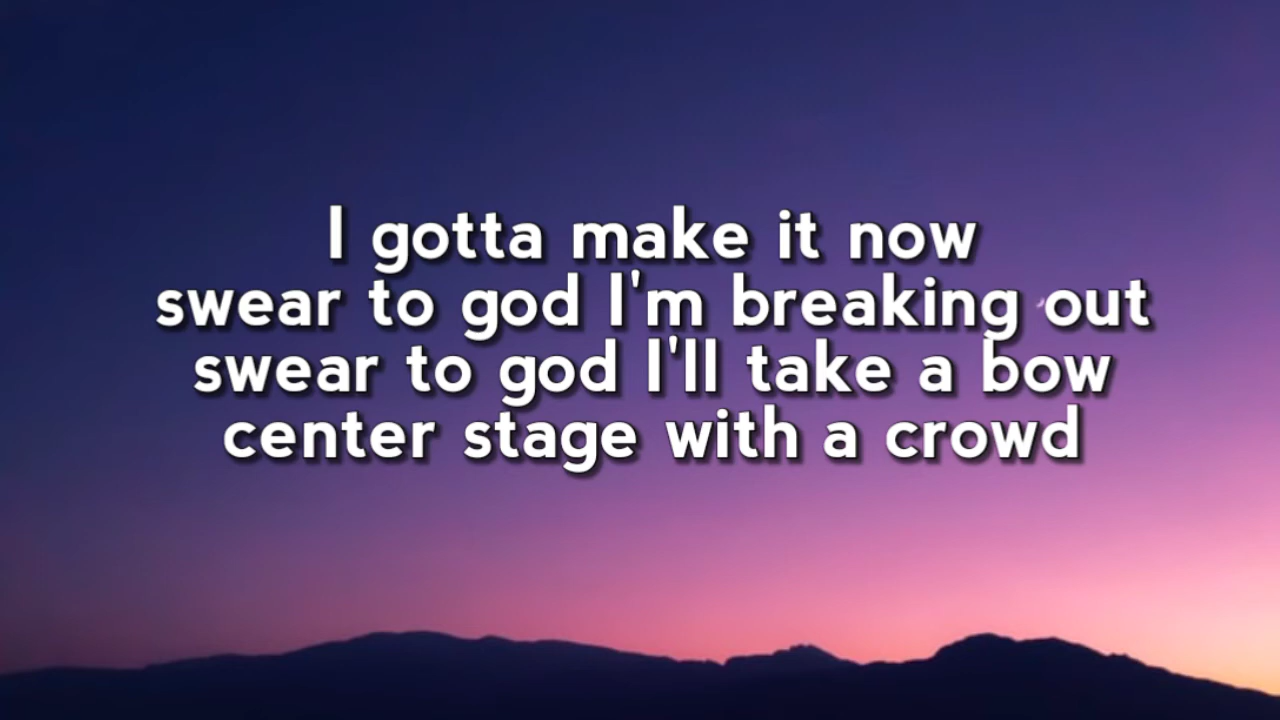 I gotta make it now
swear to god I'm breaking out
swear to god I'll take a bow
center stage with a crowd